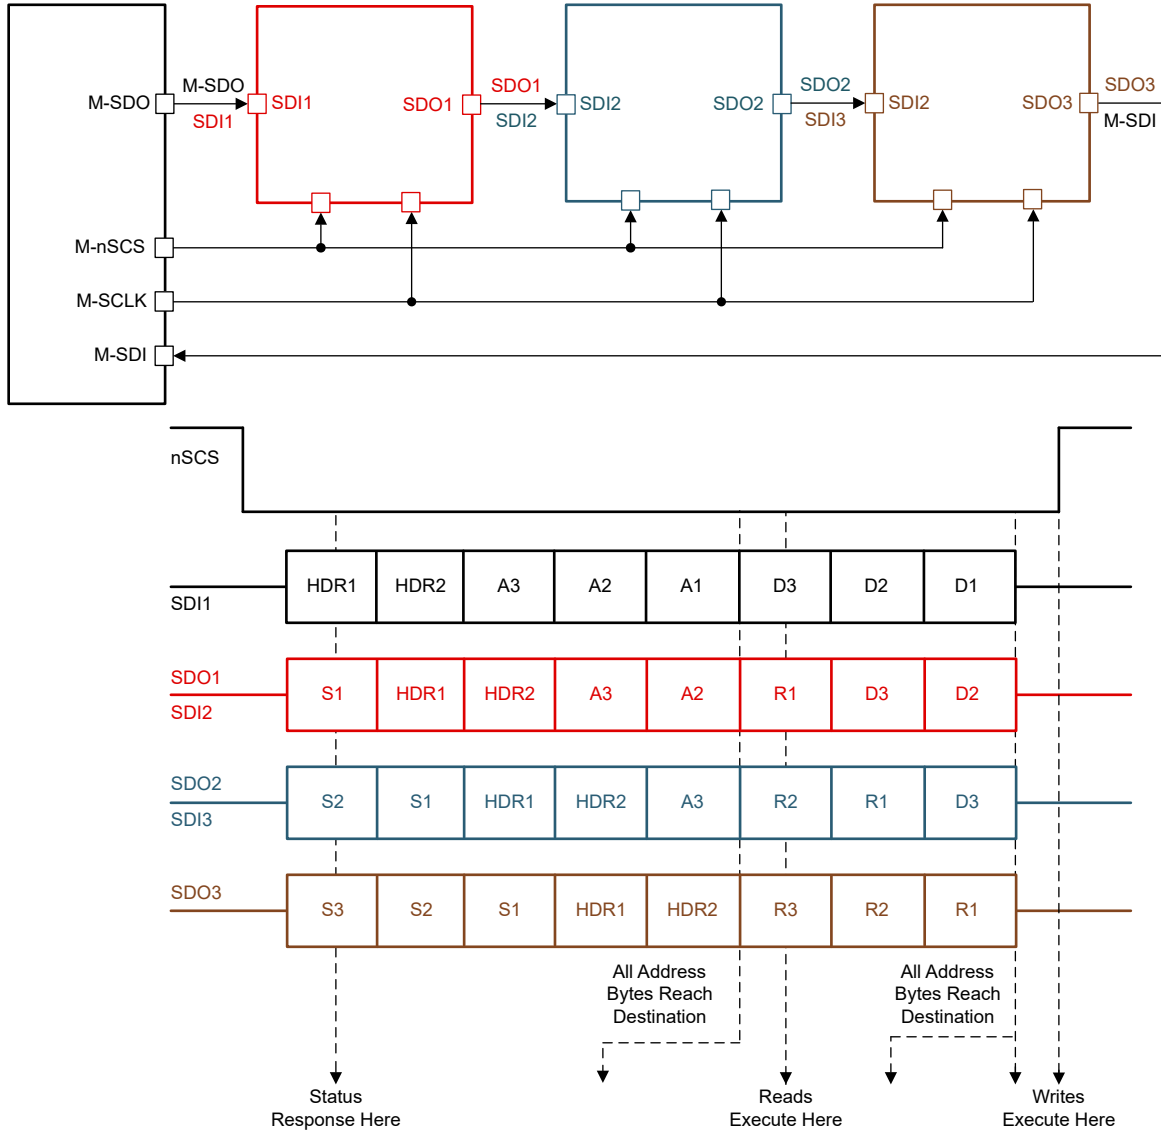 M-SDO
M-SDO
SDI1
SDI1
SDO1
SDO1
SDI2
SDI2
SDO2
SDO2
SDI3
SDI2
SDO3
SDO3
M-SDI
M-nSCS
M-SCLK
M-SDI
nSCS
SDI1
HDR1 HDR2 A3 A2 A1 D3 D2 D1
SDO1
SDI2
S1 HDR1 HDR2 A3 A2 R1 D3 D2
SDO2
SDI3
S2 S1 HDR1 HDR2 A3 R2 R1 D3
SDO3
S3 S2 S1 HDR1 HDR2 R3 R2 R1
All Address
Bytes Reach
Destination
All Address
Bytes Reach
Destination
Status
Response Here
Reads
Execute Here
Writes
Execute Here